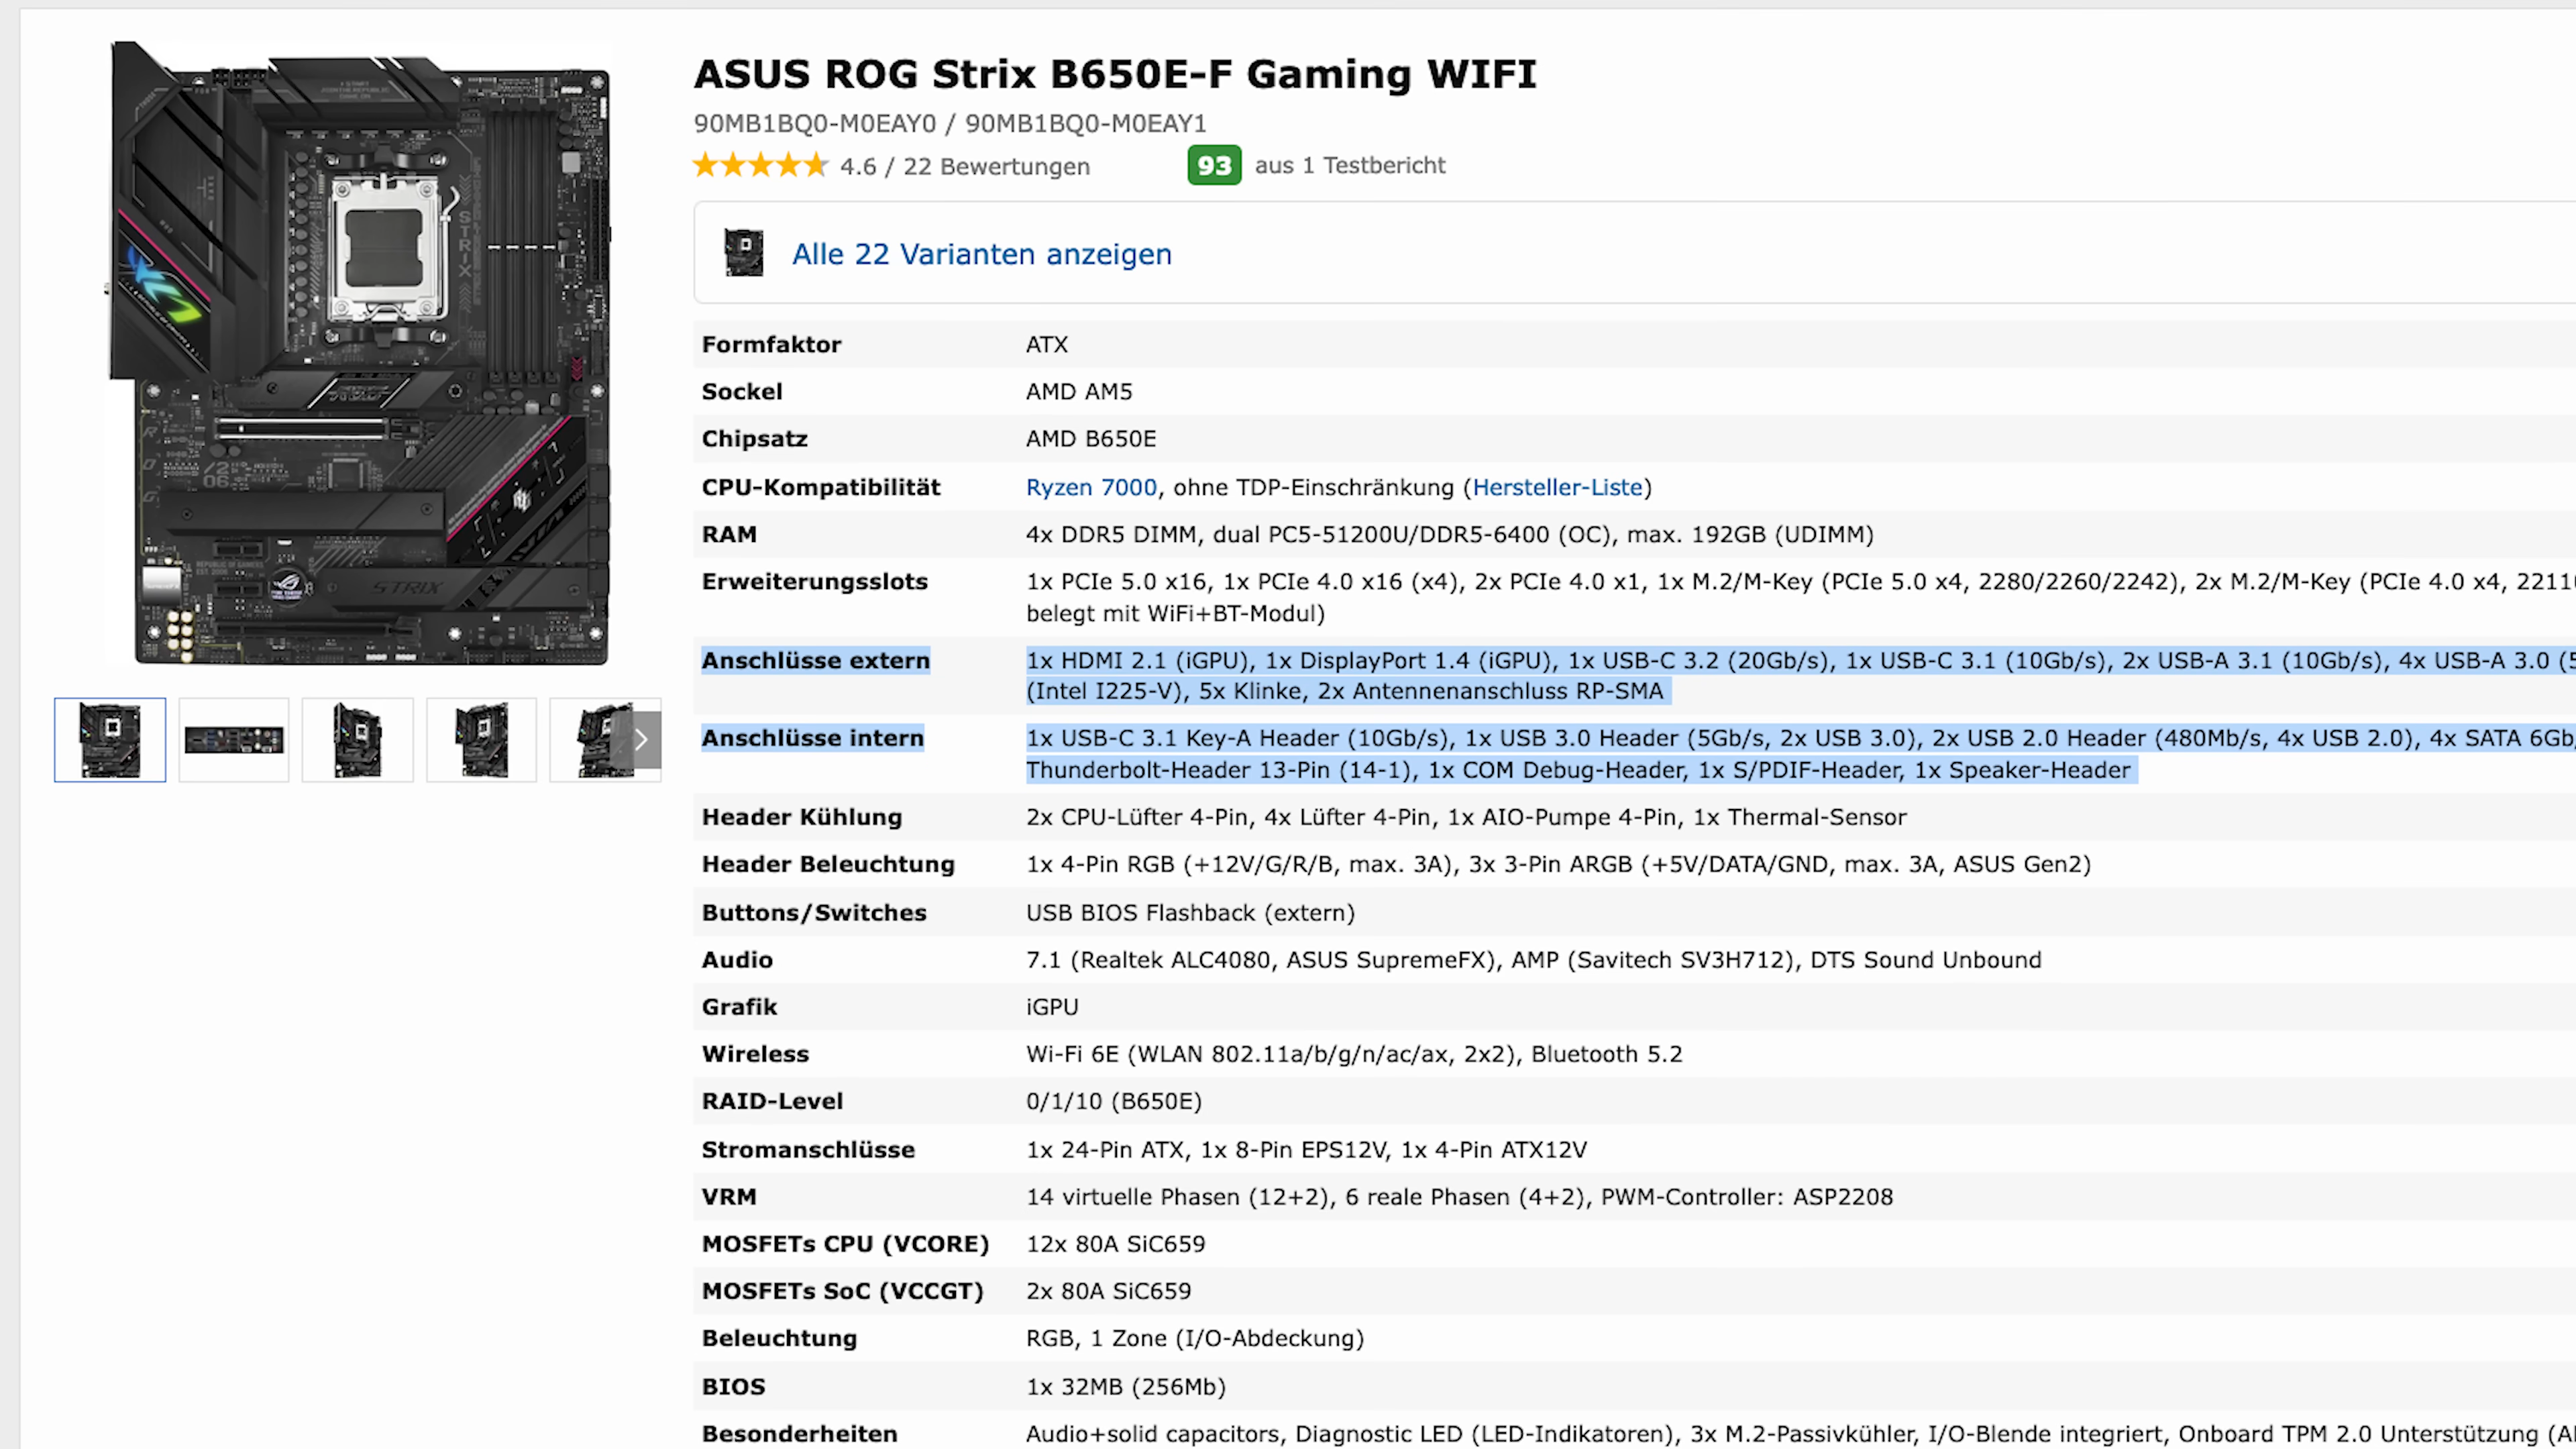 ASUS ROG Strix B650E-F Gaming WIFI
90MB1BQ0-M0EAY0 / 90MB1BQ0-M0EAY1
4.6 / 22 Bewertungen 93 aus 1 Testbericht
Alle 22 Varianten anzeigen
Formfaktor ATX
Sockel AMD AM5
Chipsatz AMD B650E
CPU-Kompatibilität Ryzen 7000, ohne TDP-Einschränkung (Hersteller-Liste)
RAM 4x DDR5 DIMM, dual PC5-51200U/DDR5-6400 (OC), max. 192GB (UDIMM)
Erweiterungsslots 1x PCIe 5.0 x16, 1x PCIe 4.0 x16 (x4), 2x PCIe 4.0 x1, 1x M.2/M-Key (PCIe 5.0 x4, 2280/2260/2242), 2x M.2/M-Key (PCIe 4.0 x4,
belegt mit WiFi+BT-Modul)
Anschlüsse extern 1x HDMI 2.1 (iGPU), 1x DisplayPort 1.4 (iGPU), 1x USB-C 3.2 (20Gb/s), 1x USB-C 3.1 (10Gb/s), 2x USB-A 3.1 (10Gb/s), 4x USB-A 3.0
(Intel I225-V), 5x Klinke, 2x Antennenanschluss RP-SMA
Anschlüsse intern 1x USB-C 3.1 Key-A Header (10Gb/s), 1x USB 3.0 Header (5Gb/s, 2x USB 3.0), 2x USB 2.0 Header (480Mb/s, 4x USB 2.0), 4x SATA 6Gb
Thunderbolt-Header 13-Pin (14-1), 1x COM Debug-Header, 1x S/PDIF-Header, 1x Speaker-Header
Header Kühlung 2x CPU-Lüfter 4-Pin, 4x Lüfter 4-Pin, 1x AIO-Pumpe 4-Pin, 1x Thermal-Sensor
Header Beleuchtung 1x 4-Pin RGB (+12V/G/R/B, max. 3A), 3x 3-Pin ARGB (+5V/DATA/GND, max. 3A, ASUS Gen2)
Buttons/Switches USB BIOS Flashback (extern)
Audio 7.1 (Realtek ALC4080, ASUS SupremeFX), AMP (Savitech SV3H712), DTS Sound Unbound
Grafik iGPU
Wireless Wi-Fi 6E (WLAN 802.11a/b/g/n/ac/ax, 2x2), Bluetooth 5.2
RAID-Level 0/1/10 (B650E)
Stromanschlüsse 1x 24-Pin ATX, 1x 8-Pin EPS12V, 1x 4-Pin ATX12V
VRM 14 virtuelle Phasen (12+2), 6 reale Phasen (4+2), PWM-Controller: ASP2208
MOSFETs CPU (VCORE) 12x 80A SiC659
MOSFETs SoC (VCCGT) 2x 80A SiC659
Beleuchtung RGB, 1 Zone (I/O-Abdeckung)
BIOS 1x 32MB (256Mb)
Besonderheiten Audio+solid capacitors, Diagnostic LED (LED-Indikatoren), 3x M.2-Passivkühler, I/O-Blende integriert, Onboard TPM 2.0 Unterstützung
STRIX
STRIX